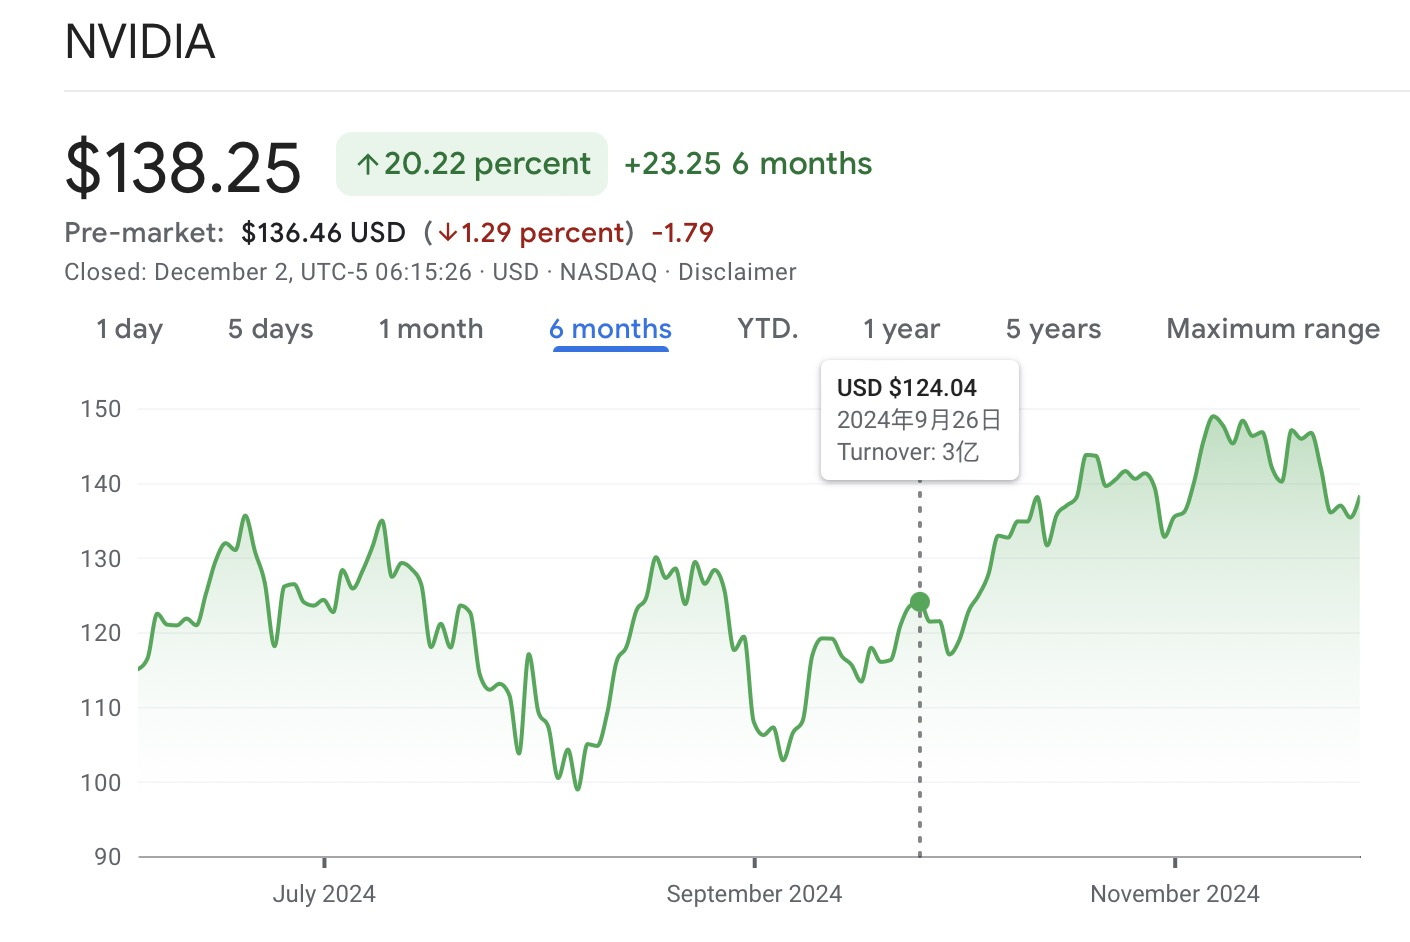 NVIDIA
$138.25 ↑20.22 percent +23.25 6 months
Pre-market: $136.46 USD (↓1.29 percent) -1.79
Closed: December 2, UTC-5 06:15:26 · USD · NASDAQ · Disclaimer
1 day 5 days 1 month 6 months YTD. 1 year 5 years Maximum range
USD $124.04
2024年9月26日
Turnover: 3亿
150
140
130
120
110
100
90
July 2024 September 2024 November 2024